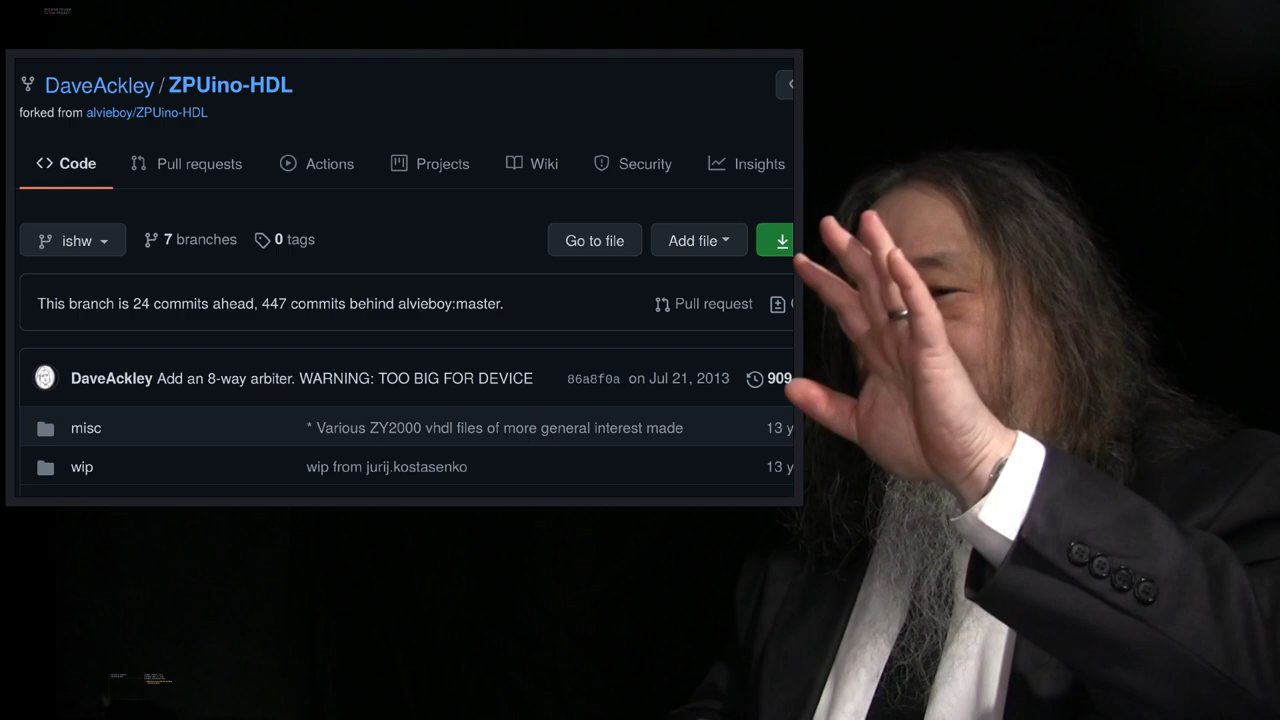 DaveAckley / ZPUino-HDL
forked from alvieboy/ZPUino-HDL
Code Pull requests Actions Projects Wiki Security Insights
ishw 7 branches 0 tags Go to file Add file
This branch is 24 commits ahead, 447 commits behind alvieboy:master. Pull request
DaveAckley Add an 8-way arbiter. WARNING: TOO BIG FOR DEVICE 86a8f0a on Jul 21, 2013 909
misc * Various ZY2000 vhdl files of more general interest made 13 y
wip wip from jurij.kostasenko 13 y